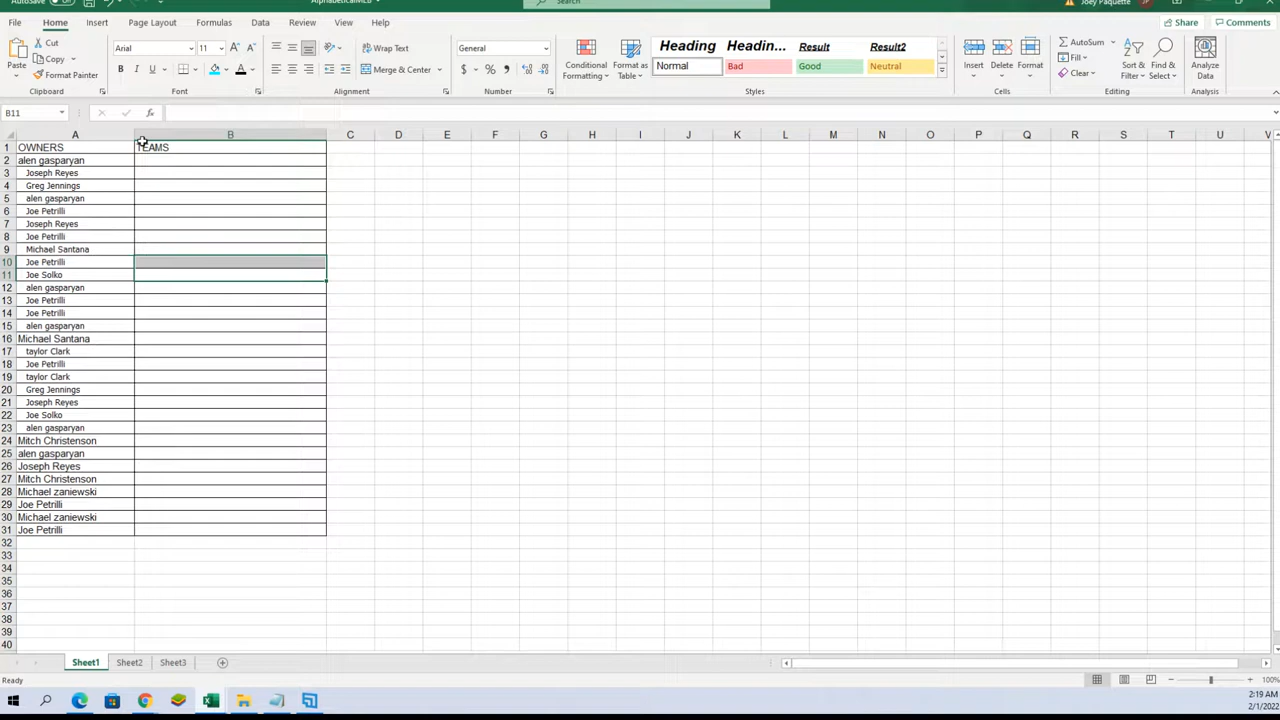 AutoSave
AlphabeticalMLB
Search
Joey Paquette
File Home Insert Page Layout Formulas Data Review View Help
Share Comments
Paste Cut Copy Format Painter
Arial 11
B I U
Wrap Text
Merge & Center
General
$ % ,
Conditional Formatting
Format as Table
Heading Headin... Result Result2
Normal Bad Good Neutral
Insert Delete Format
AutoSum
Fill
Clear
Sort & Filter
Find & Select
Analyze Data
Clipboard Font Alignment Number Styles Cells Editing Analysis
B11 fx
A B C D E F G H I J K L M N O P Q R S T U V
1 OWNERS TEAMS
2 alen gasparyan
3 Joseph Reyes
4 Greg Jennings
5 alen gasparyan
6 Joe Petrilli
7 Joseph Reyes
8 Joe Petrilli
9 Michael Santana
10 Joe Petrilli
11 Joe Solko
12 alen gasparyan
13 Joe Petrilli
14 Joe Petrilli
15 alen gasparyan
16 Michael Santana
17 taylor Clark
18 Joe Petrilli
19 taylor Clark
20 Greg Jennings
21 Joseph Reyes
22 Joe Solko
23 alen gasparyan
24 Mitch Christenson
25 alen gasparyan
26 Joseph Reyes
27 Mitch Christenson
28 Michael zaniewski
29 Joe Petrilli
30 Michael zaniewski
31 Joe Petrilli
32
33
34
35
36
37
38
39
40
Sheet1 Sheet2 Sheet3
Ready
100%
2:19 AM
2/1/2022